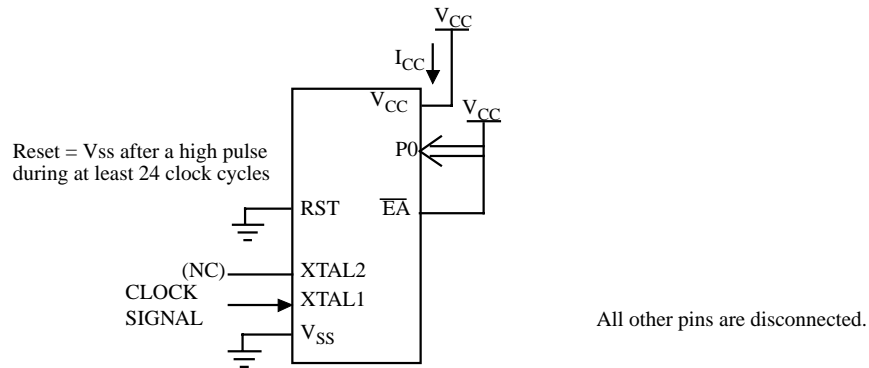 VCC
ICC
VCC
VCC
P0
Reset = Vss after a high pulse
during at least 24 clock cycles
RST
EA
(NC)
XTAL2
CLOCK
SIGNAL
XTAL1
VSS
All other pins are disconnected.